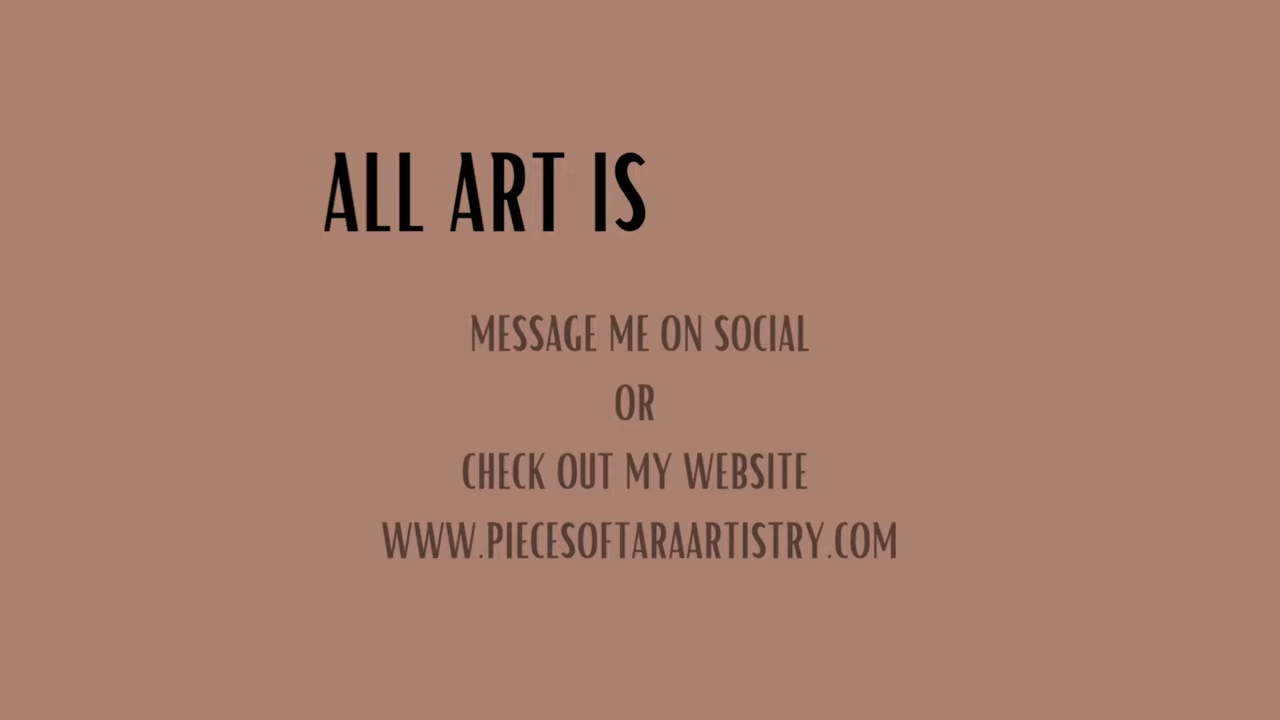 ALL ART IS
MESSAGE ME ON SOCIAL
OR
CHECK OUT MY WEBSITE
WWW.PIECESOFTARAARTISTRY.COM